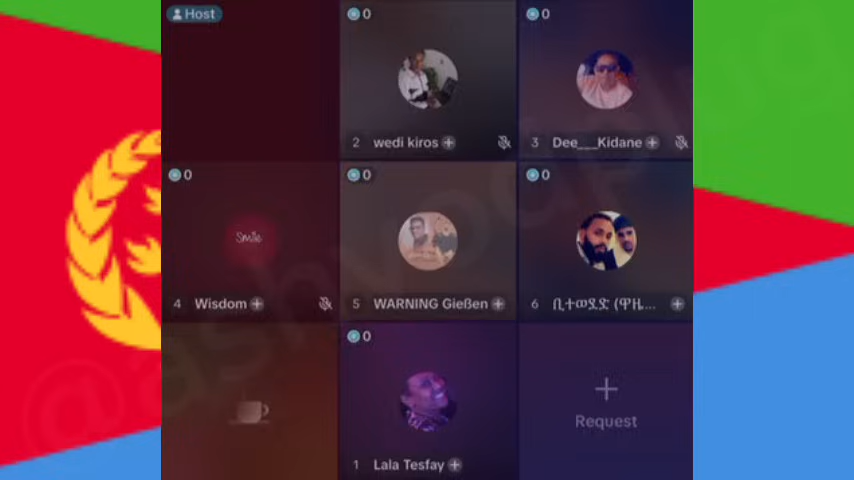 Host
0
0
2 wedi kiros
3 Dee___Kidane
0
0
0
Smile
4 Wisdom
5 WARNING Gießen
6 ቢተወደድ (ዋዜ...
0
1 Lala Tesfay
Request